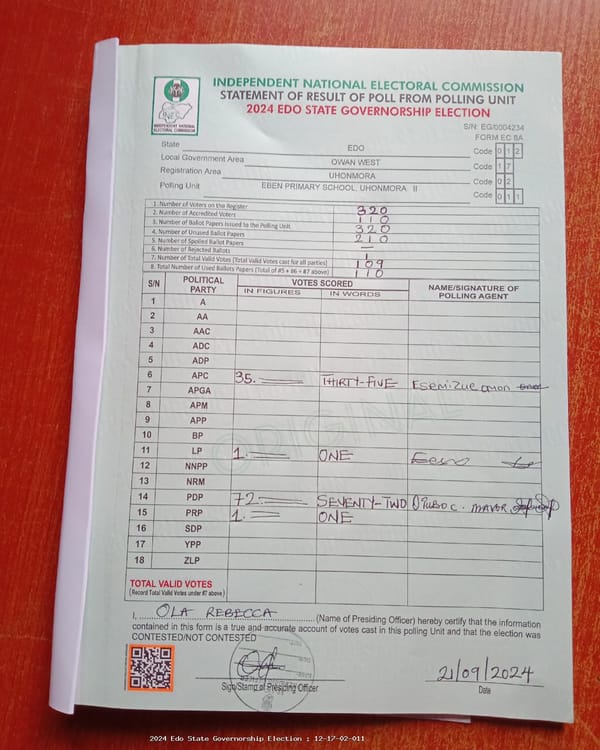 INDEPENDENT NATIONAL ELECTORAL COMMISSION
STATEMENT OF RESULT OF POLL FROM POLLING UNIT
2024 EDO STATE GOVERNORSHIP ELECTION
INDEPENDENT NATIONAL ELECTORAL COMMISSION
S/N: EG/0004234
FORM EC 8A
State EDO Code 0 1 2
Local Government Area OWAN WEST Code 1 7
Registration Area UHONMORA Code 0 2
Polling Unit EBEN PRIMARY SCHOOL, UHONMORA II Code 0 1 1
1. Number of Voters on the Register 320
2. Number of Accredited Voters 110
3. Number of Ballot Papers Issued to the Polling Unit 320
4. Number of Unused Ballot Papers 210
5. Number of Spoiled Ballot Papers —
6. Number of Rejected Ballots 1
7. Number of Total Valid Votes (Total Valid Votes cast for all parties) 109
8. Total Number of Used Ballots Papers (Total of #5 + #6 + #7 above) 110
S/N POLITICAL PARTY VOTES SCORED NAME/SIGNATURE OF POLLING AGENT
IN FIGURES IN WORDS
1 A
2 AA
3 AAC
4 ADC
5 ADP
6 APC 35. THIRTY-FIVE
7 APGA
8 APM
9 APP
10 BP
11 LP 1. ONE
12 NNPP
13 NRM
14 PDP 72 SEVENTY-TWO
15 PRP 1. ONE
16 SDP
17 YPP
18 ZLP
ORIGINAL
TOTAL VALID VOTES
(Record Total Valid Votes under #7 above)
I, OLA REBECCA (Name of Presiding Officer) hereby certify that the information
contained in this form is a true and accurate account of votes cast in this polling Unit and that the election was
CONTESTED/NOT CONTESTED
21/09/2024
Sign/Stamp of Presiding Officer Date
2024 Edo State Governorship Election : 12-17-02-011